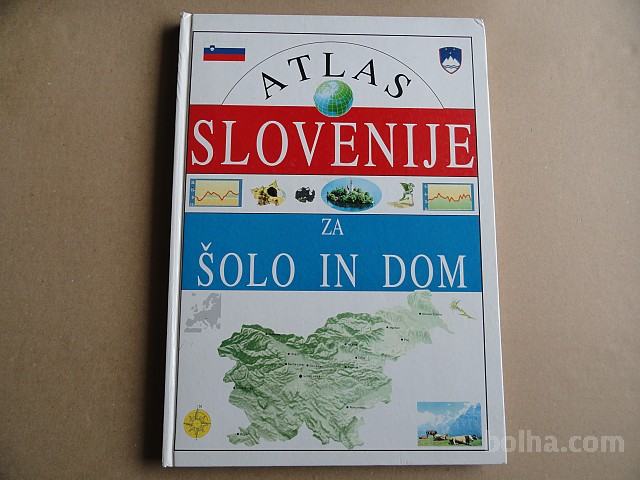 ATLAS
SLOVENIJE
ZA
ŠOLO IN DOM
bolha.com